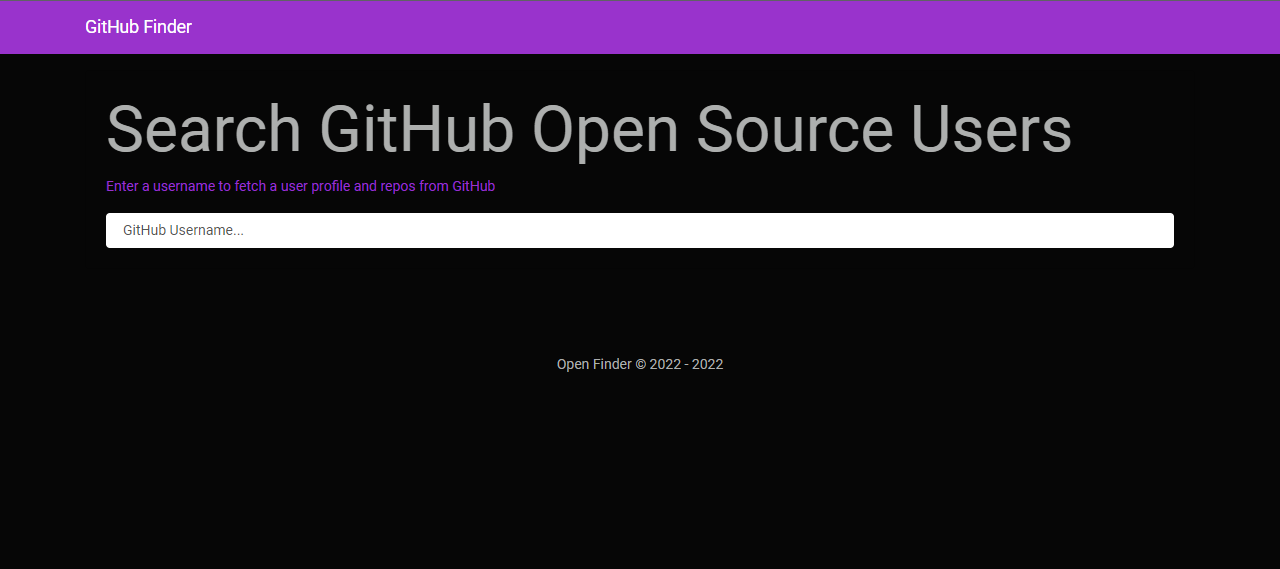 GitHub Finder
Search GitHub Open Source Users
Enter a username to fetch a user profile and repos from GitHub
GitHub Username...
Open Finder © 2022 - 2022